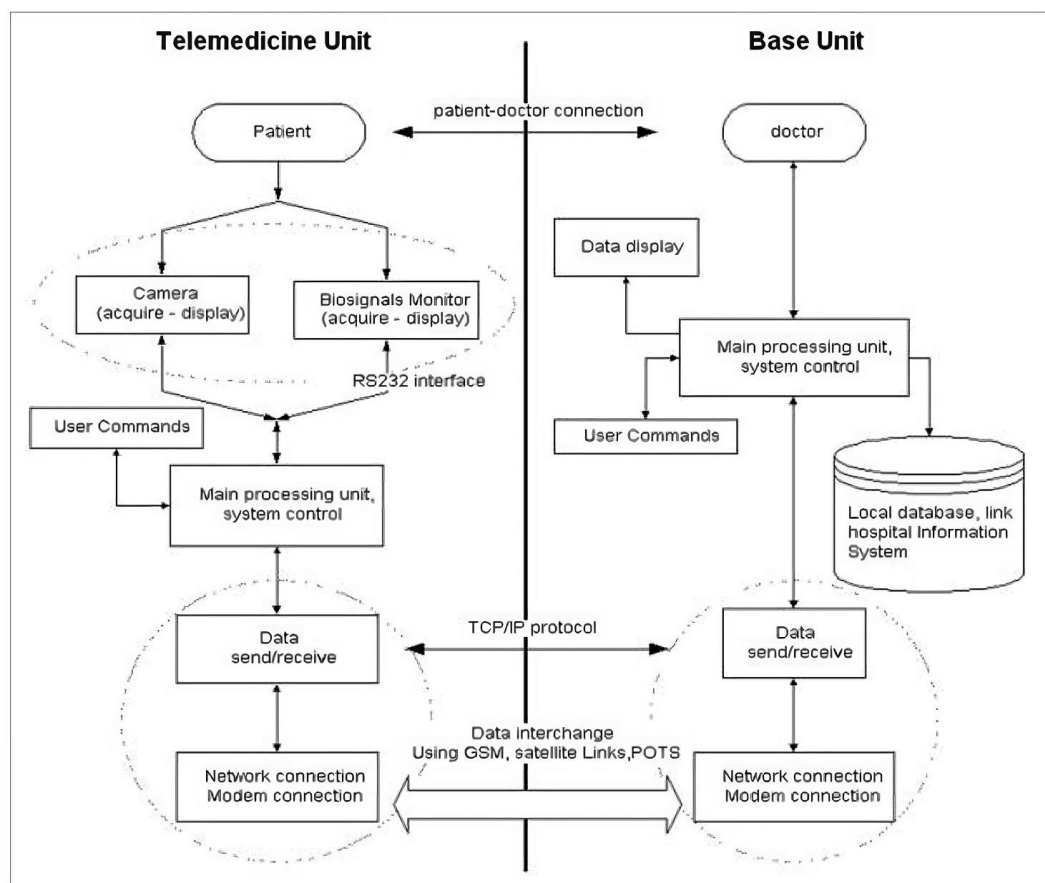 Telemedicine Unit
Base Unit
patient-doctor connection
Patient
doctor
Data display
Camera
(acquire - display)
Biosignals Monitor
(acquire - display)
RS232 interface
Main processing unit,
system control
User Commands
User Commands
Main processing unit,
system control
Local database, link
hospital Information
System
TCP/IP protocol
Data
send/receive
Data
send/receive
Data interchange
Using GSM, satellite Links,POTS
Network connection
Modem connection
Network connection
Modem connection